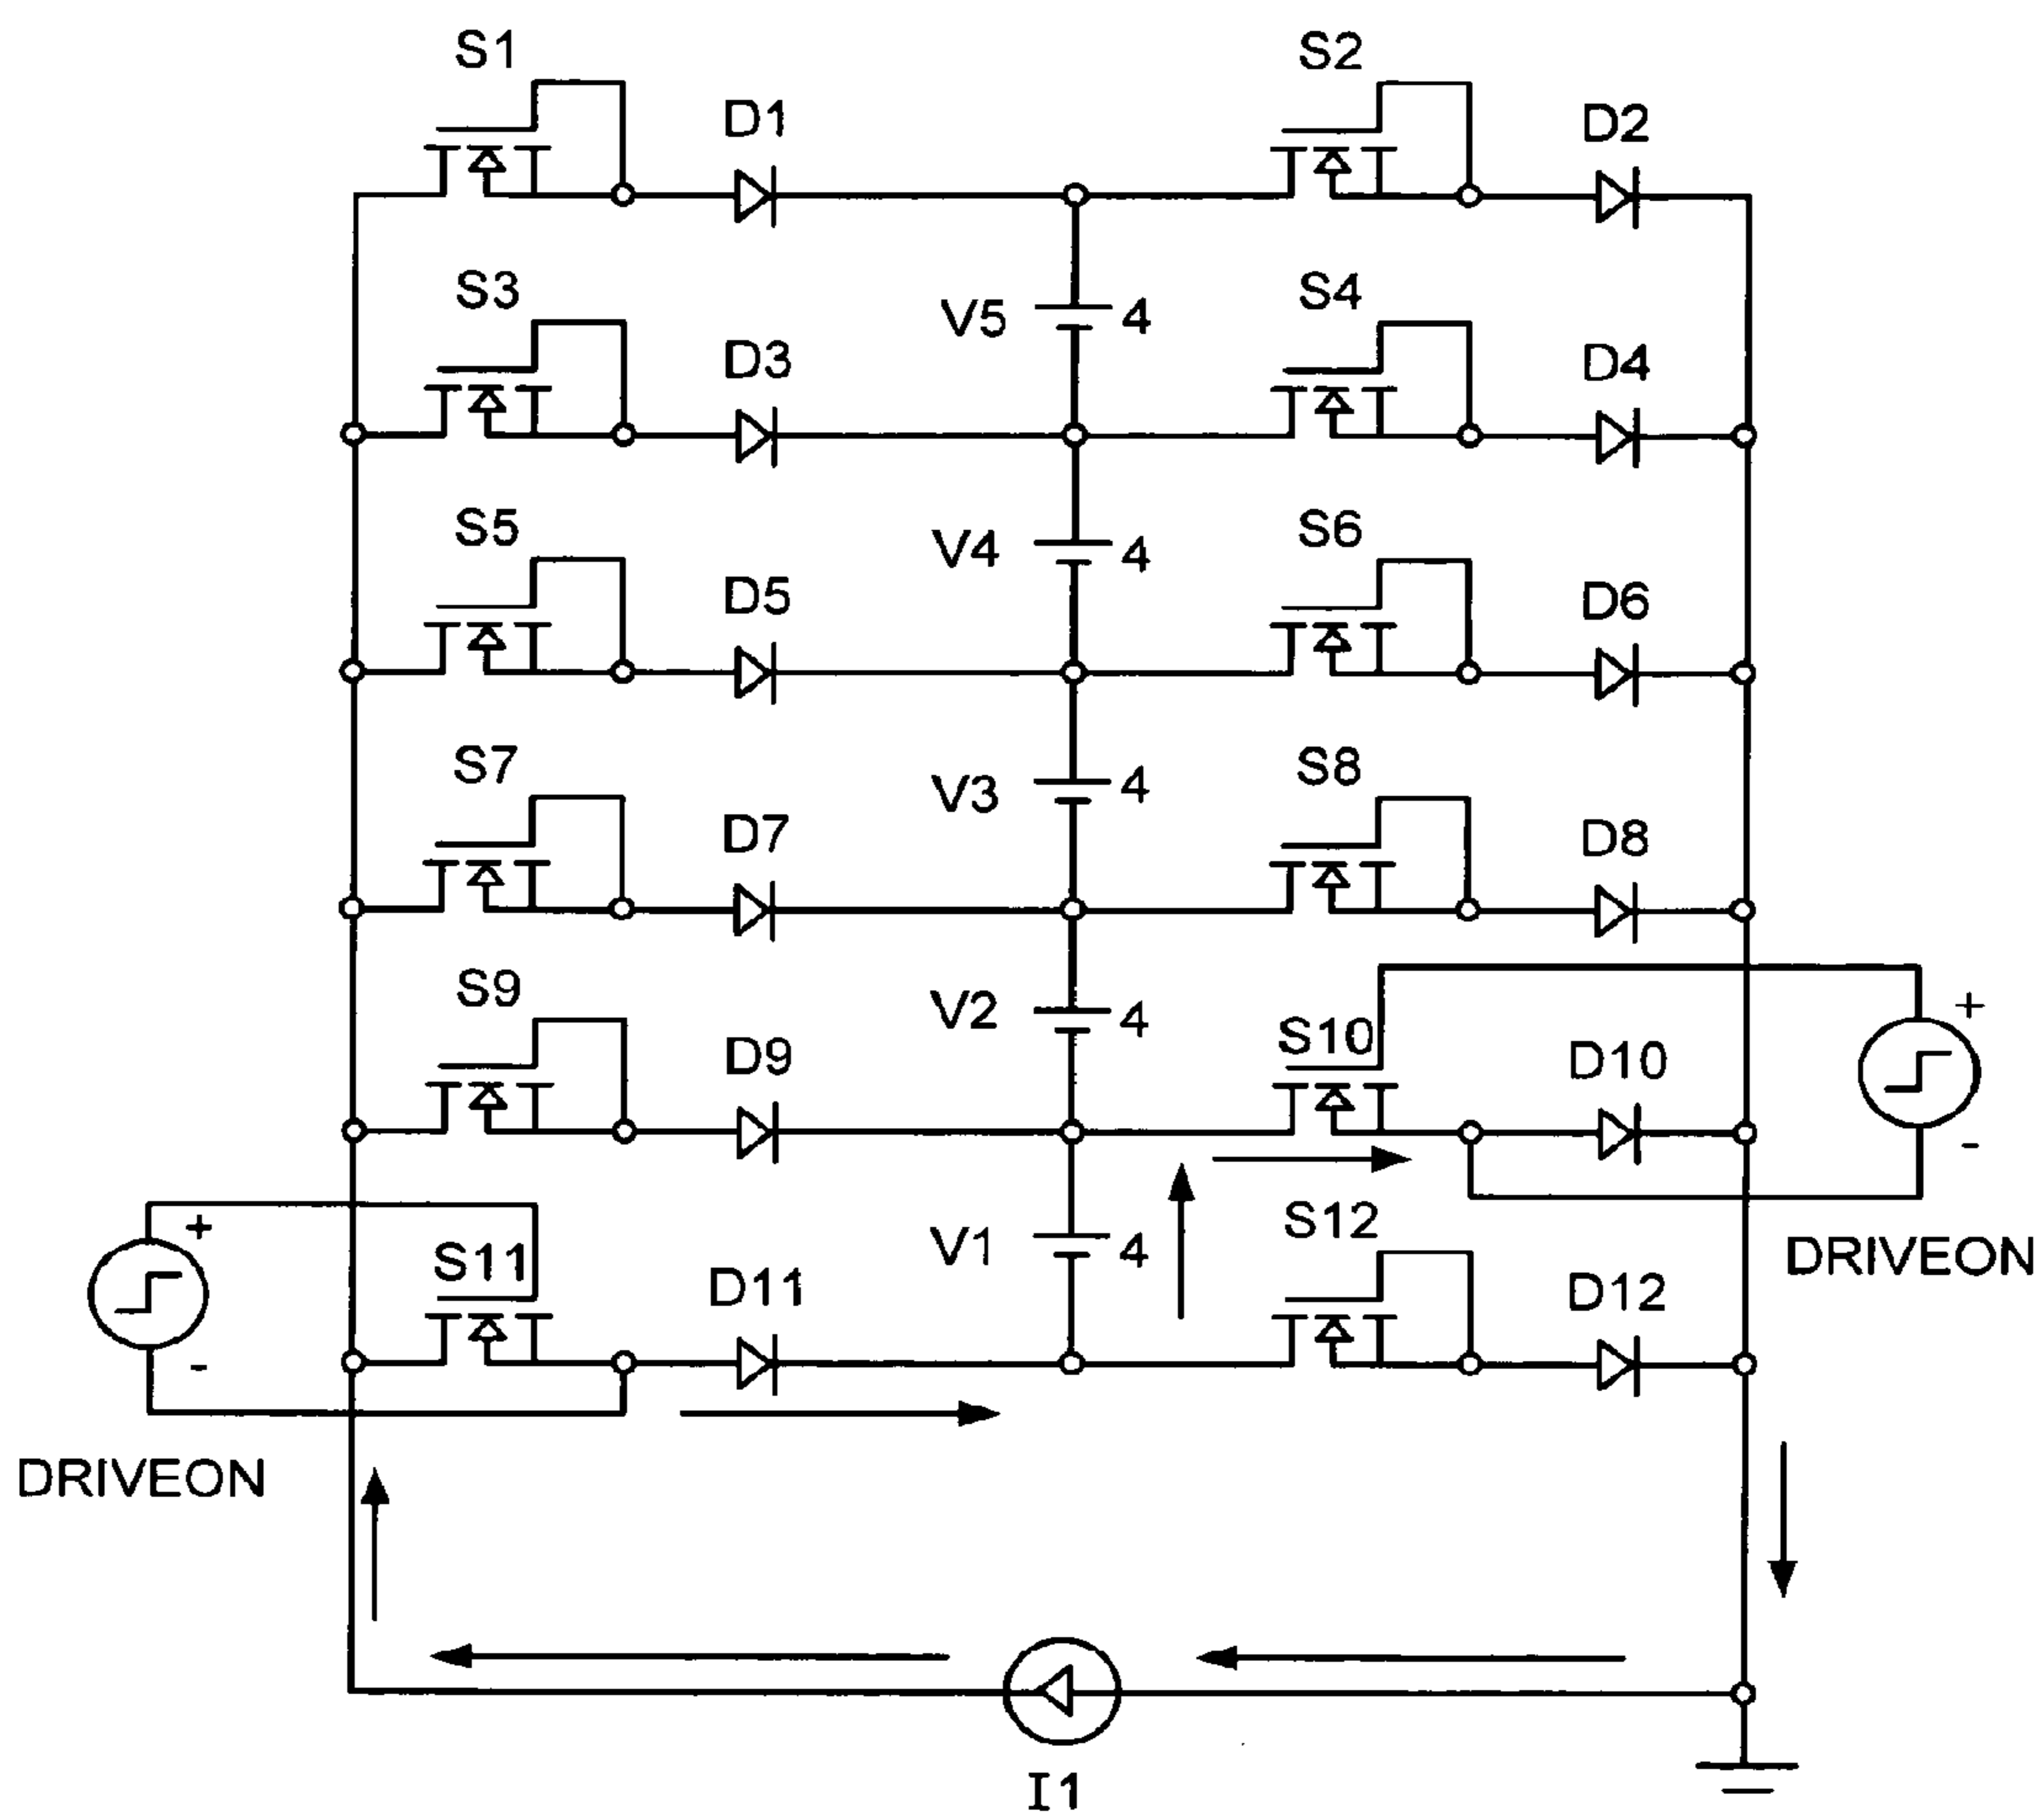 S1
S2
D1
D2
S3
S4
V5
4
D3
D4
S5
S6
V4
4
D5
D6
S7
S8
V3
4
D7
D8
S9
V2
4
+
S10
D9
D10
-
S12
+
V1
4
DRIVEON
S11
D11
D12
-
DRIVEON
I1